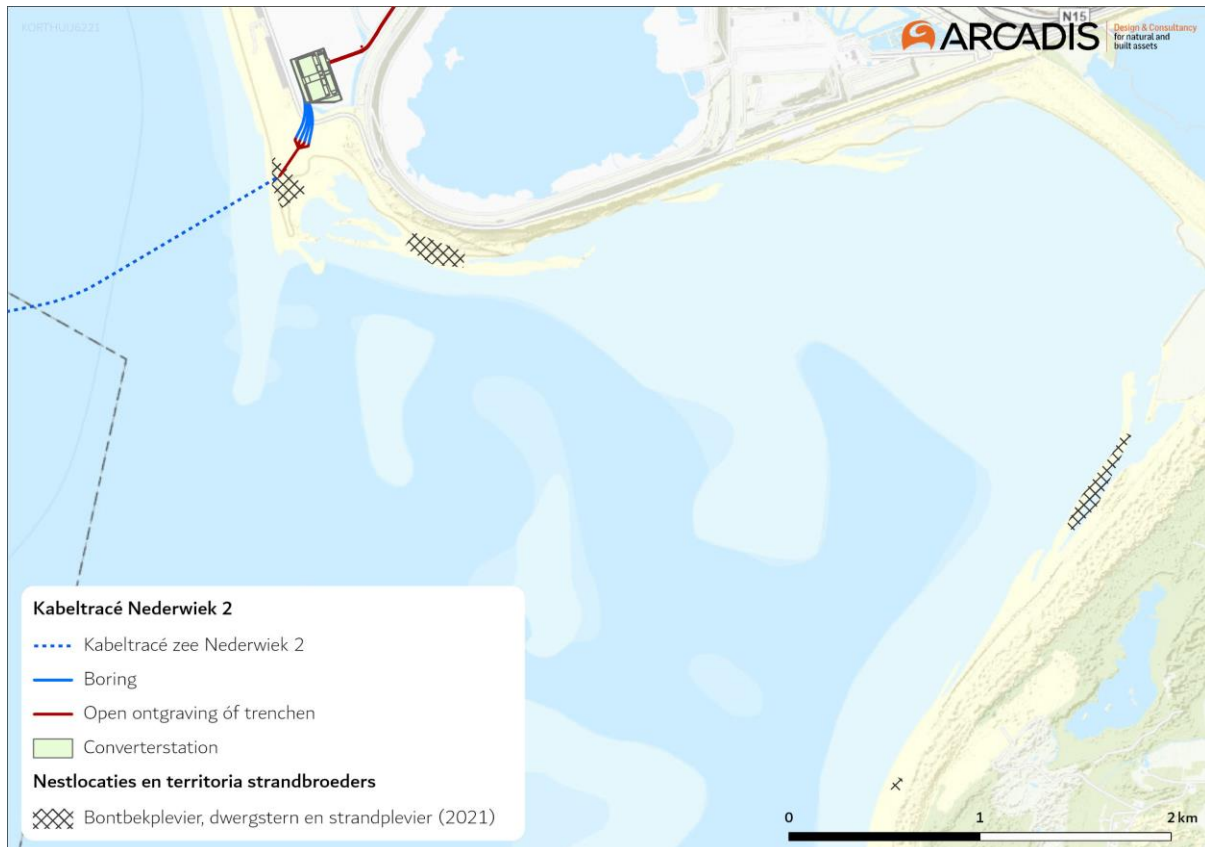 KORTHUU6221
N15
ARCADIS
Design & Consultancy
for natural and
built assets
Kabeltracé Nederwiek 2
Kabeltracé zee Nederwiek 2
Boring
Open ontgraving óf trenchen
Converterstation
Nestlocaties en territoria strandbroeders
Bontbekplevier, dwergstern en strandplevier (2021)
0 1 2 km